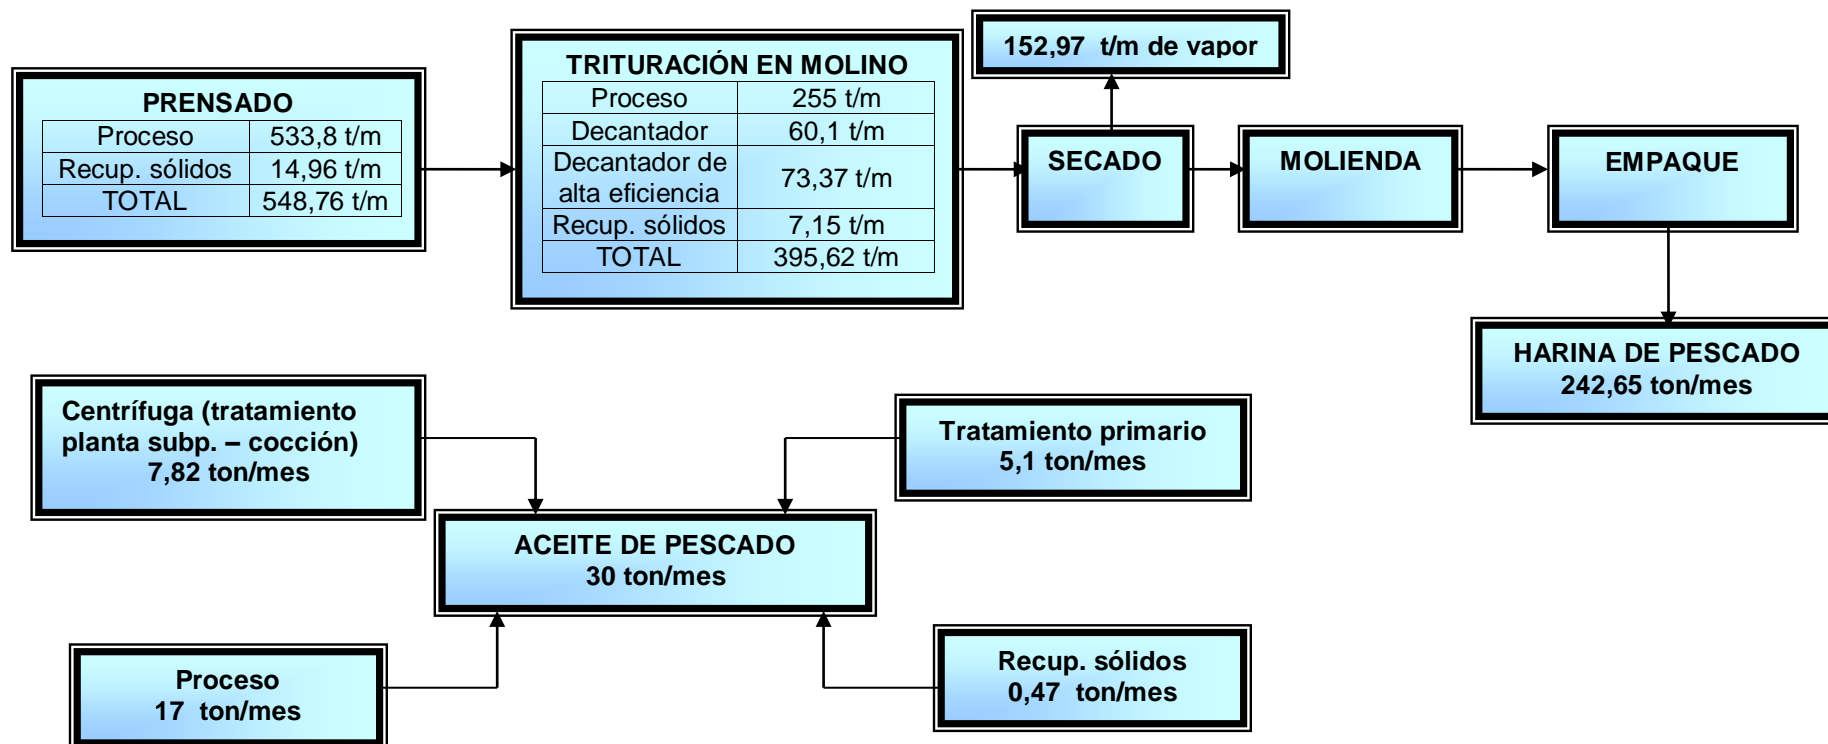 152,97 t/m de vapor
PRENSADO
Proceso 533,8 t/m
Recup. sólidos 14,96 t/m
TOTAL 548,76 t/m
TRITURACIÓN EN MOLINO
Proceso 255 t/m
Decantador 60,1 t/m
Decantador de
alta eficiencia 73,37 t/m
Recup. sólidos 7,15 t/m
TOTAL 395,62 t/m
SECADO
MOLIENDA
EMPAQUE
HARINA DE PESCADO
242,65 ton/mes
Centrífuga (tratamiento
planta subp. – cocción)
7,82 ton/mes
Tratamiento primario
5,1 ton/mes
ACEITE DE PESCADO
30 ton/mes
Proceso
17 ton/mes
Recup. sólidos
0,47 ton/mes